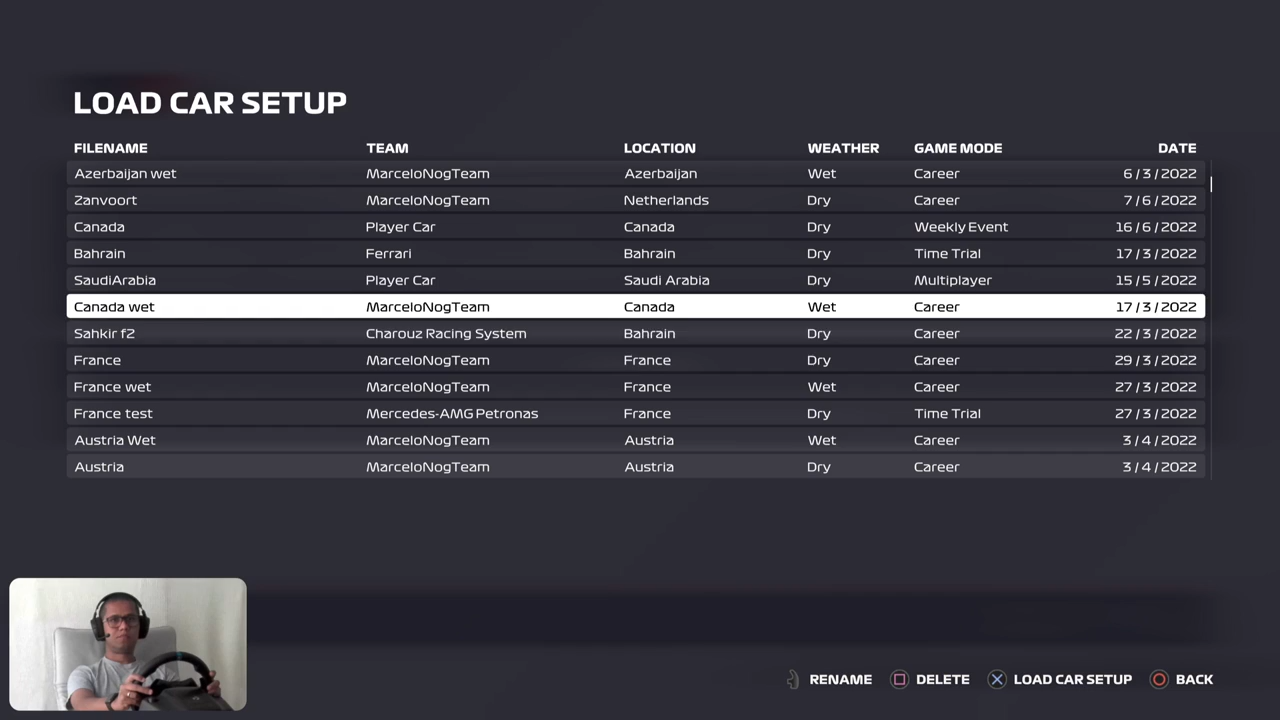 LOAD CAR SETUP
FILENAME TEAM LOCATION WEATHER GAME MODE DATE
Azerbaijan wet MarceloNogTeam Azerbaijan Wet Career 6 / 3 / 2022
Zanvoort MarceloNogTeam Netherlands Dry Career 7 / 6 / 2022
Canada Player Car Canada Dry Weekly Event 16 / 6 / 2022
Bahrain Ferrari Bahrain Dry Time Trial 17 / 3 / 2022
SaudiArabia Player Car Saudi Arabia Dry Multiplayer 15 / 5 / 2022
Canada wet MarceloNogTeam Canada Wet Career 17 / 3 / 2022
Sahkir f2 Charouz Racing System Bahrain Dry Career 22 / 3 / 2022
France MarceloNogTeam France Dry Career 29 / 3 / 2022
France wet MarceloNogTeam France Wet Career 27 / 3 / 2022
France test Mercedes-AMG Petronas France Dry Time Trial 27 / 3 / 2022
Austria Wet MarceloNogTeam Austria Wet Career 3 / 4 / 2022
Austria MarceloNogTeam Austria Dry Career 3 / 4 / 2022
RENAME DELETE LOAD CAR SETUP BACK